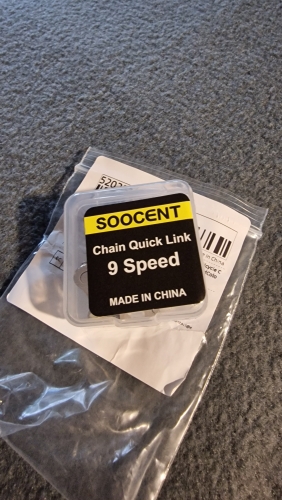 SOOCENT
Chain Quick Link
9 Speed
MADE IN CHINA